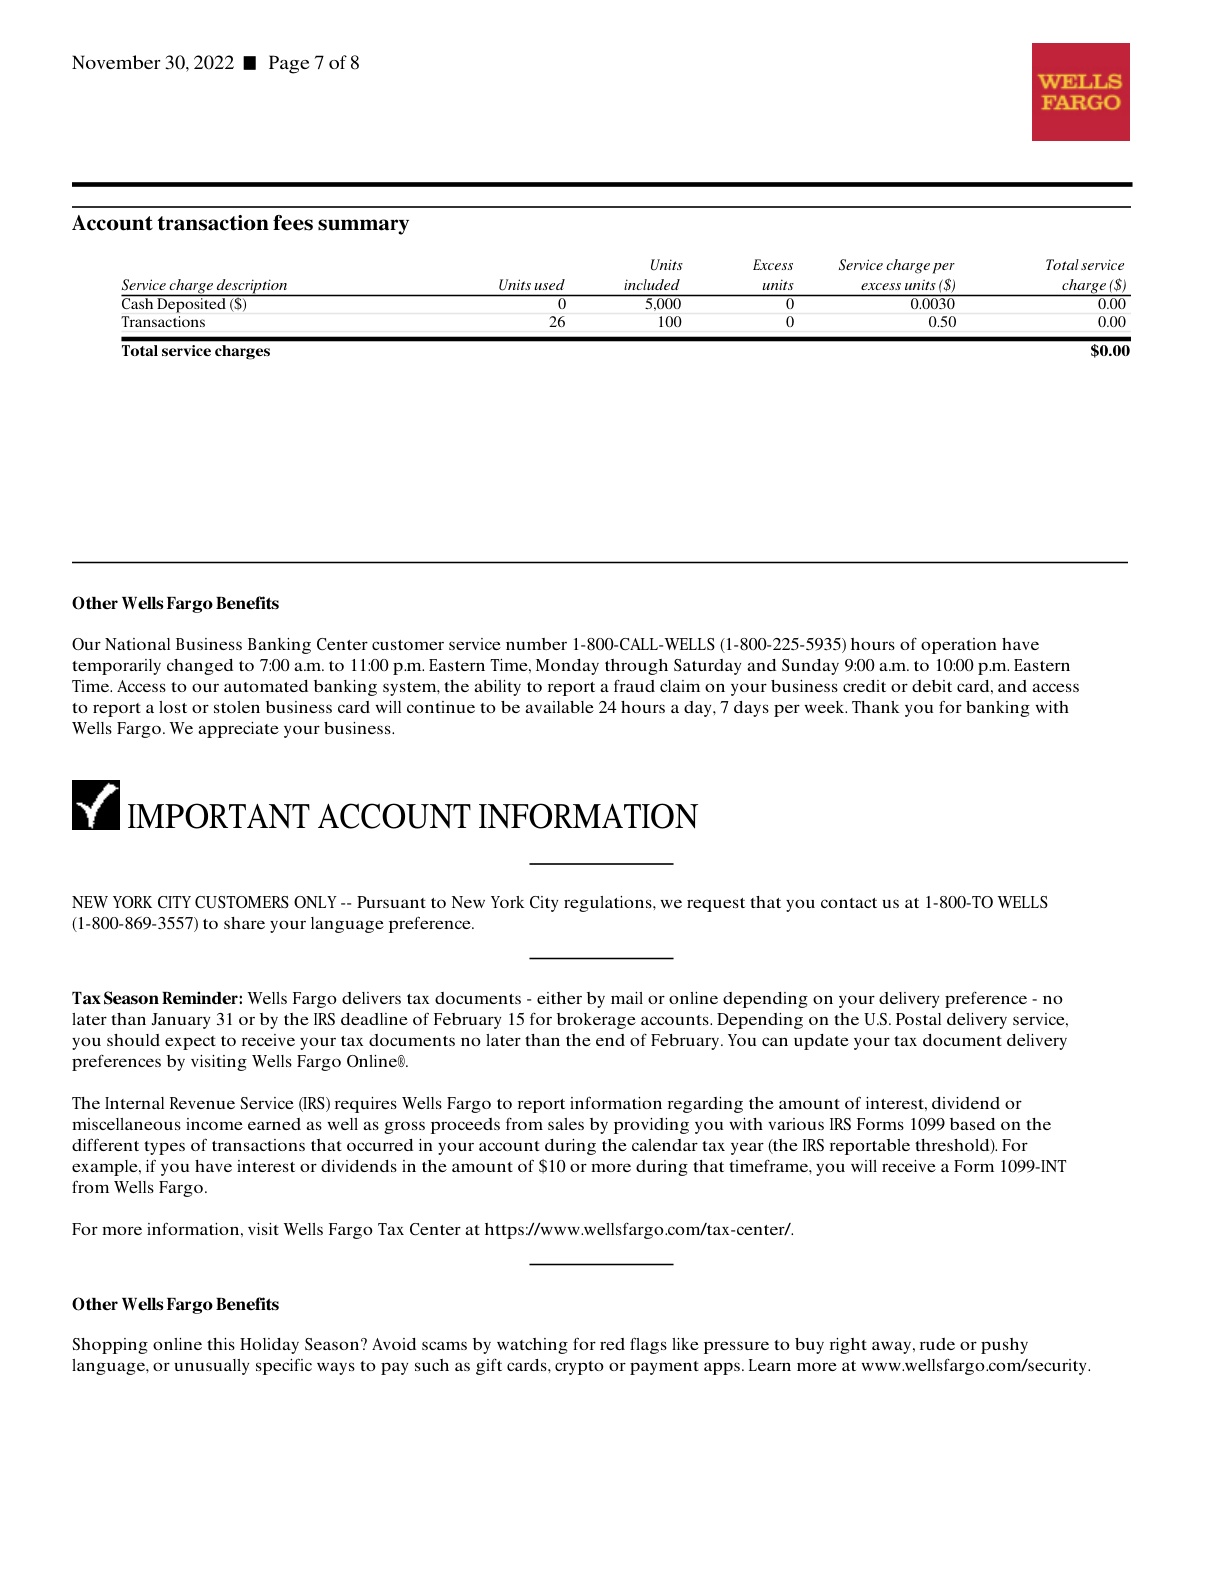 November 30, 2022 ■ Page 7 of 8
WELLS
FARGO
Account transaction fees summary
Units Excess Service charge per Total service
Service charge description Units used included units excess units ($) charge ($)
Cash Deposited ($) 0 5,000 0 0.0030 0.00
Transactions 26 100 0 0.50 0.00
Total service charges $0.00
Other Wells Fargo Benefits
Our National Business Banking Center customer service number 1-800-CALL-WELLS (1-800-225-5935) hours of operation have
temporarily changed to 7:00 a.m. to 11:00 p.m. Eastern Time, Monday through Saturday and Sunday 9:00 a.m. to 10:00 p.m. Eastern
Time. Access to our automated banking system, the ability to report a fraud claim on your business credit or debit card, and access
to report a lost or stolen business card will continue to be available 24 hours a day, 7 days per week. Thank you for banking with
Wells Fargo. We appreciate your business.
IMPORTANT ACCOUNT INFORMATION
NEW YORK CITY CUSTOMERS ONLY -- Pursuant to New York City regulations, we request that you contact us at 1-800-TO WELLS
(1-800-869-3557) to share your language preference.
Tax Season Reminder: Wells Fargo delivers tax documents - either by mail or online depending on your delivery preference - no
later than January 31 or by the IRS deadline of February 15 for brokerage accounts. Depending on the U.S. Postal delivery service,
you should expect to receive your tax documents no later than the end of February. You can update your tax document delivery
preferences by visiting Wells Fargo Online®.
The Internal Revenue Service (IRS) requires Wells Fargo to report information regarding the amount of interest, dividend or
miscellaneous income earned as well as gross proceeds from sales by providing you with various IRS Forms 1099 based on the
different types of transactions that occurred in your account during the calendar tax year (the IRS reportable threshold). For
example, if you have interest or dividends in the amount of $10 or more during that timeframe, you will receive a Form 1099-INT
from Wells Fargo.
For more information, visit Wells Fargo Tax Center at https://www.wellsfargo.com/tax-center/.
Other Wells Fargo Benefits
Shopping online this Holiday Season? Avoid scams by watching for red flags like pressure to buy right away, rude or pushy
language, or unusually specific ways to pay such as gift cards, crypto or payment apps. Learn more at www.wellsfargo.com/security.